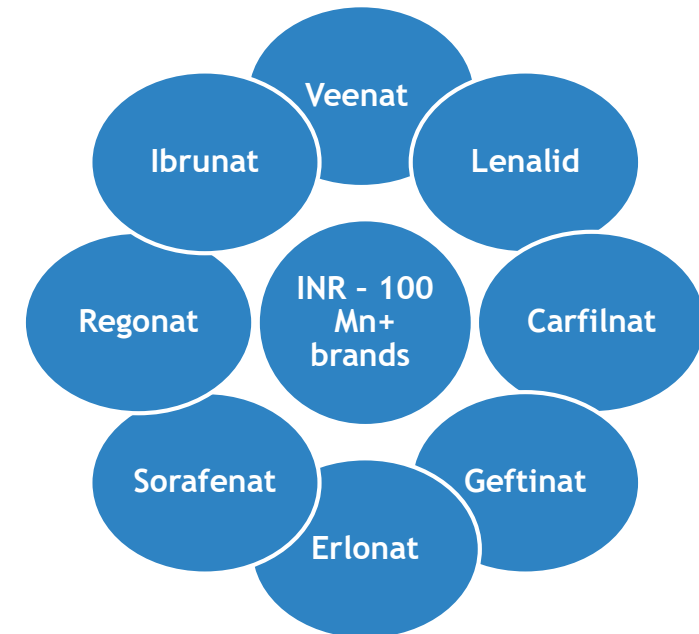 Veenat
Ibrunat
Lenalid
INR – 100
Mn+
brands
Regonat
Carfilnat
Sorafenat
Geftinat
Erlonat